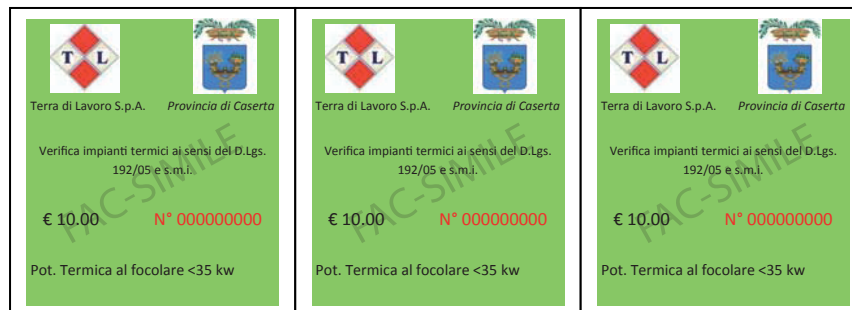 T L
Terra di Lavoro S.p.A. Provincia di Caserta
Verifica impianti termici ai sensi del D.Lgs.
192/05 e s.m.i.
FAC-SIMILE
€ 10.00 N° 000000000
Pot. Termica al focolare <35 kw
T L
Terra di Lavoro S.p.A. Provincia di Caserta
Verifica impianti termici ai sensi del D.Lgs.
192/05 e s.m.i.
FAC-SIMILE
€ 10.00 N° 000000000
Pot. Termica al focolare <35 kw
T L
Terra di Lavoro S.p.A. Provincia di Caserta
Verifica impianti termici ai sensi del D.Lgs.
192/05 e s.m.i.
FAC-SIMILE
€ 10.00 N° 000000000
Pot. Termica al focolare <35 kw